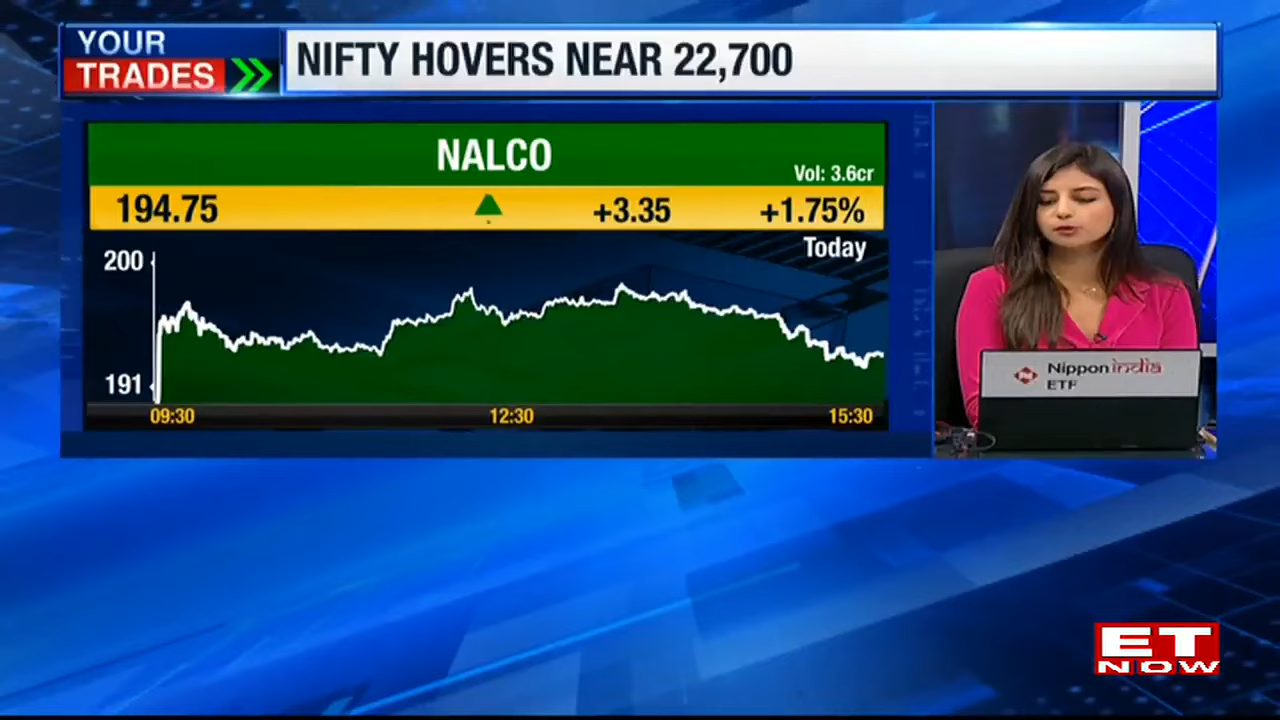 YOUR
TRADES
NIFTY HOVERS NEAR 22,700
NALCO
Vol: 3.6cr
194.75 +3.35 +1.75%
Today
200
191
09:30 12:30 15:30
Nippon india
ETF
ET
NOW